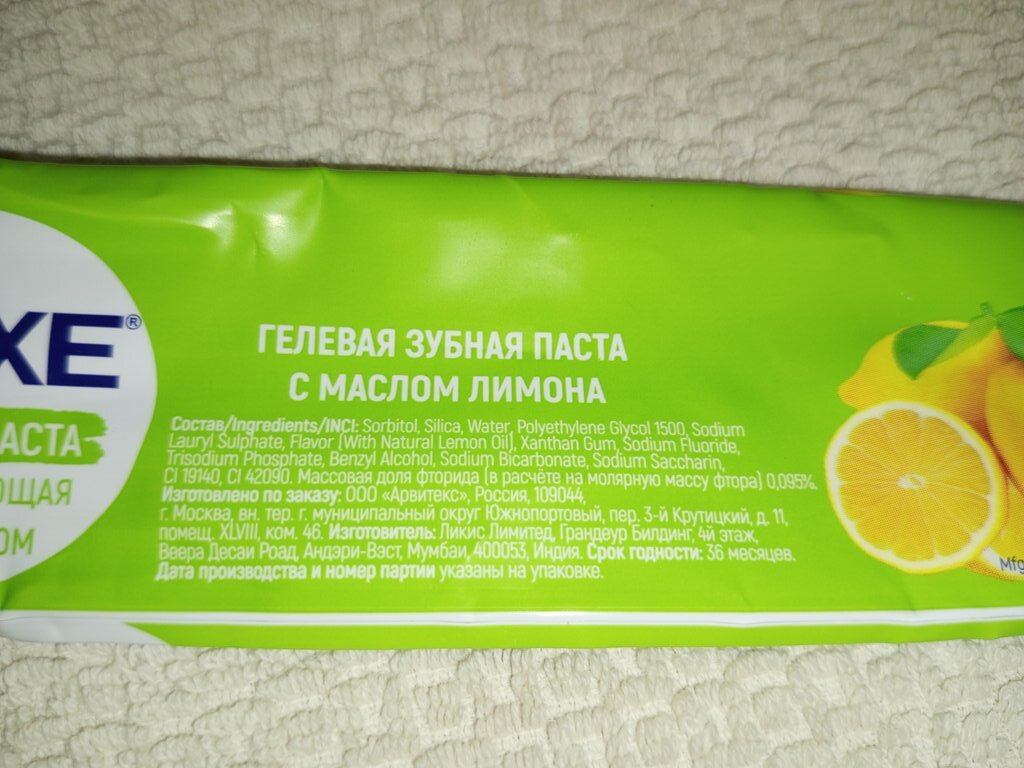 XE®
АСТА
ОЩАЯ
ОМ
ГЕЛЕВАЯ ЗУБНАЯ ПАСТА
С МАСЛОМ ЛИМОНА
Состав/Ingredients/INCI: Sorbitol, Silica, Water, Polyethylene Glycol 1500, Sodium
Lauryl Sulphate, Flavor (With Natural Lemon Oil), Xanthan Gum, Sodium Fluoride,
Trisodium Phosphate, Benzyl Alcohol, Sodium Bicarbonate, Sodium Saccharin,
CI 19140, CI 42090. Массовая доля фторида (в расчёте на молярную массу фтора) 0,095%.
Изготовлено по заказу: ООО «Арвитекс», Россия, 109044,
г. Москва, вн. тер. г. муниципальный округ Южнопортовый, пер. 3-й Крутицкий, д. 11,
помещ. XLVIII, ком. 46. Изготовитель: Ликис Лимитед, Грандеур Билдинг, 4й этаж,
Веера Десаи Роад, Андэри-Вэст, Мумбаи, 400053, Индия. Срок годности: 36 месяцев.
Дата производства и номер партии указаны на упаковке.
Mfg